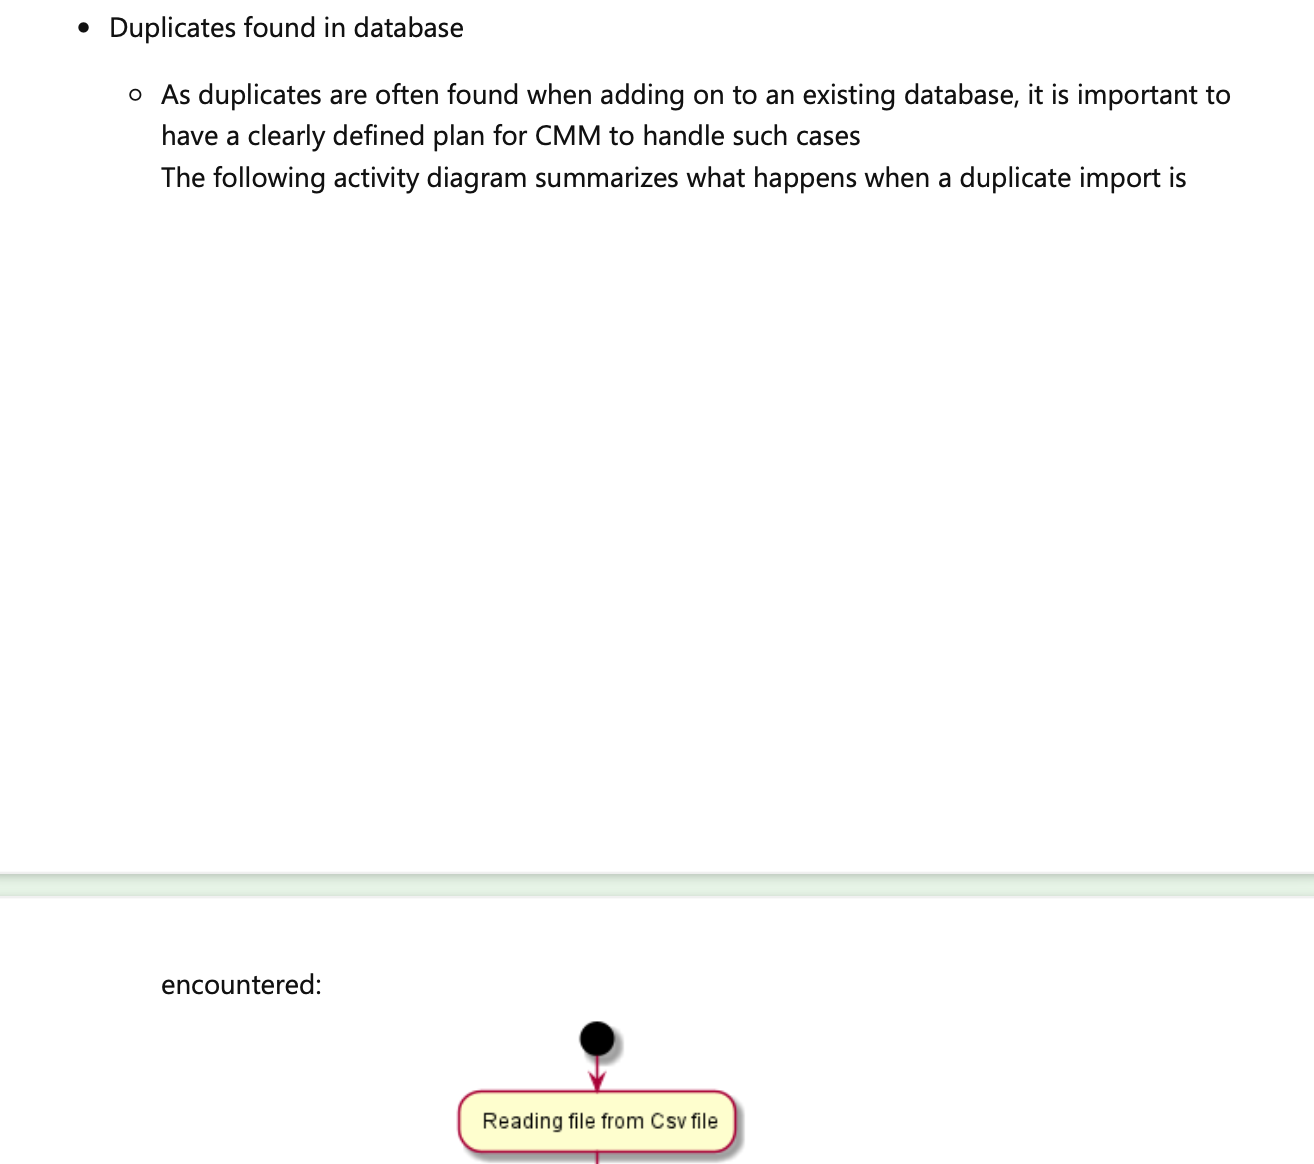 Duplicates found in database
As duplicates are often found when adding on to an existing database, it is important to
have a clearly defined plan for CMM to handle such cases
The following activity diagram summarizes what happens when a duplicate import is
encountered:
Reading file from Csv file